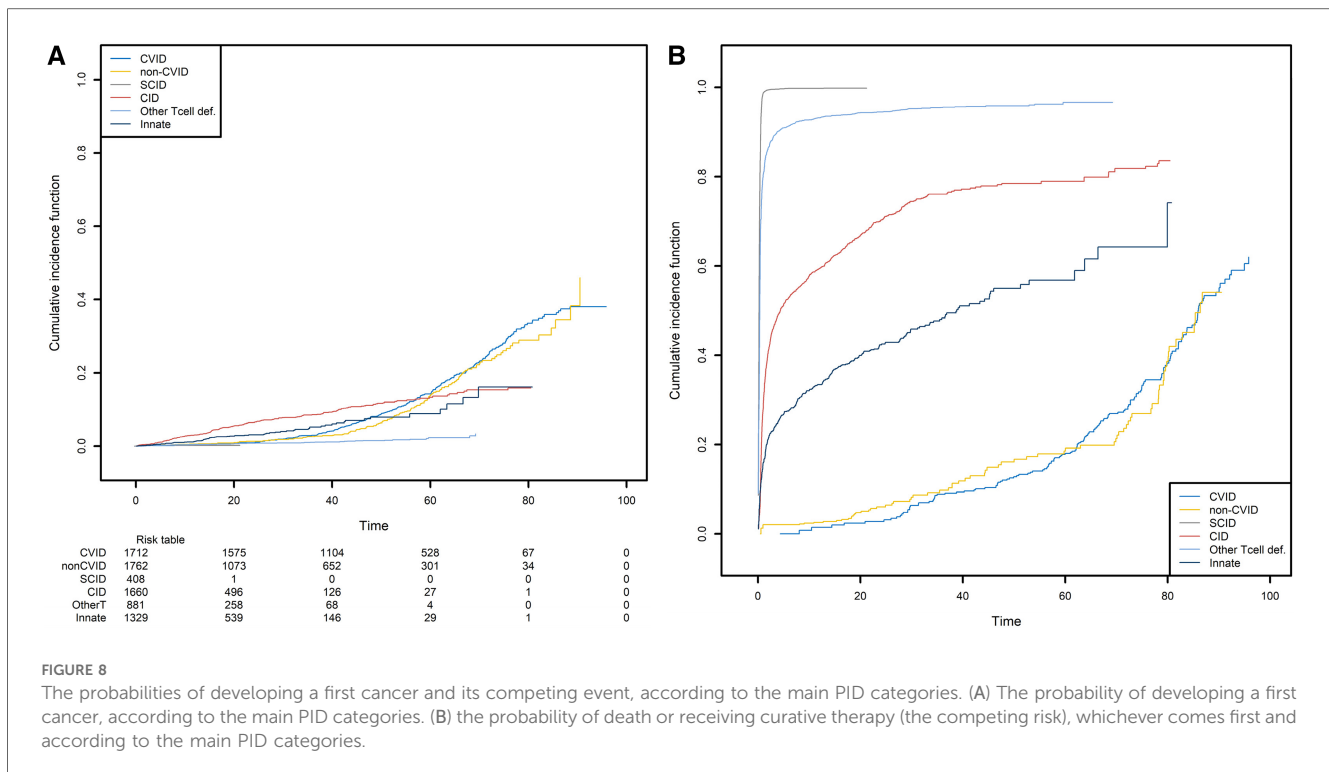 A
CVID
non-CVID
SCID
CID
Other Tcell def.
Innate
Cumulative incidence function
1.0
0.8
0.6
0.4
0.2
0.0
0 20 40 60 80 100
Time
Risk table
CVID 1712 1575 1104 528 67 0
nonCVID 1762 1073 652 301 34 0
SCID 408 1 0 0 0 0
CID 1660 496 126 27 1 0
OtherT 881 258 68 4 0 0
Innate 1329 539 146 29 1 0
B
Cumulative incidence function
1.0
0.8
0.6
0.4
0.2
0.0
CVID
non-CVID
SCID
CID
Other Tcell def.
Innate
0 20 40 60 80 100
Time
FIGURE 8
The probabilities of developing a first cancer and its competing event, according to the main PID categories. (A) The probability of developing a first
cancer, according to the main PID categories. (B) the probability of death or receiving curative therapy (the competing risk), whichever comes first and
according to the main PID categories.